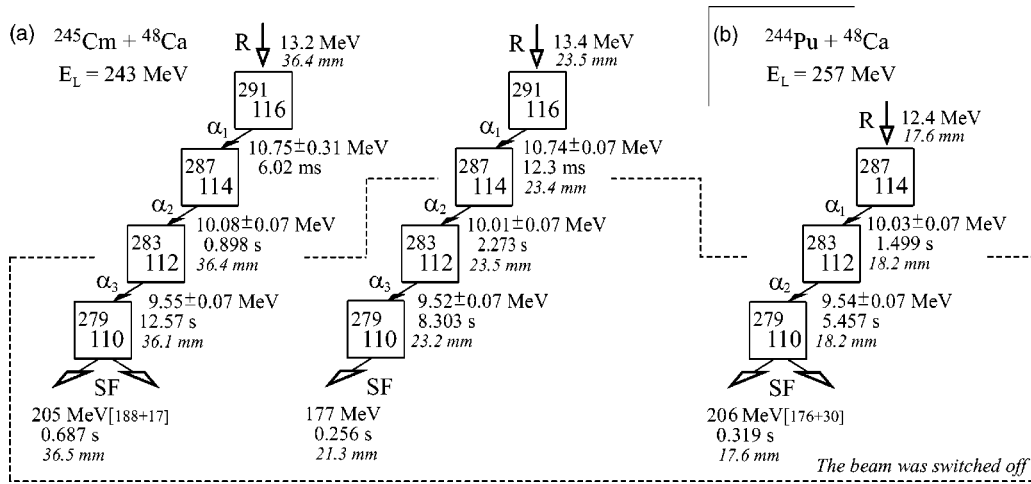 (a) ²⁴⁵Cm + ⁴⁸Ca
E_L = 243 MeV
R 13.2 MeV
36.4 mm
291
116
α₁
10.75±0.31 MeV
6.02 ms
287
114
α₂
10.08±0.07 MeV
0.898 s
36.4 mm
283
112
α₃
9.55±0.07 MeV
12.57 s
36.1 mm
279
110
SF
205 MeV[188+17]
0.687 s
36.5 mm
R 13.4 MeV
23.5 mm
291
116
α₁
10.74±0.07 MeV
12.3 ms
23.4 mm
287
114
α₂
10.01±0.07 MeV
2.273 s
23.5 mm
283
112
α₃
9.52±0.07 MeV
8.303 s
23.2 mm
279
110
SF
177 MeV
0.256 s
21.3 mm
(b) ²⁴⁴Pu + ⁴⁸Ca
E_L = 257 MeV
R 12.4 MeV
17.6 mm
287
114
α₁
10.03±0.07 MeV
1.499 s
18.2 mm
283
112
α₂
9.54±0.07 MeV
5.457 s
18.2 mm
279
110
SF
206 MeV[176+30]
0.319 s
17.6 mm
The beam was switched off